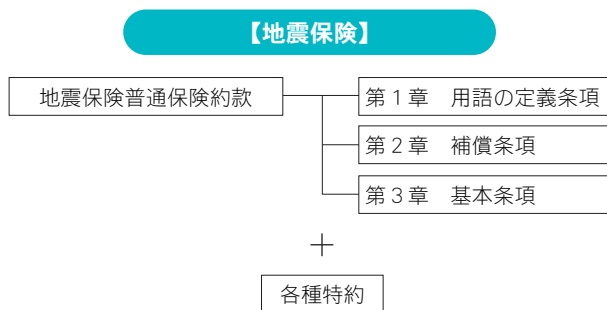 【地震保険】
地震保険普通保険約款
第1章　用語の定義条項
第2章　補償条項
第3章　基本条項
＋
各種特約